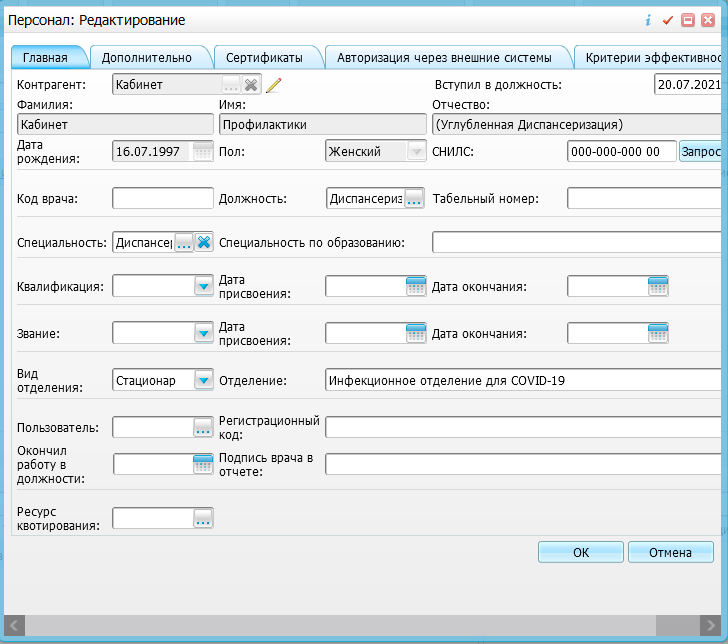 Персонал: Редактирование
Главная Дополнительно Сертификаты Авторизация через внешние системы Критерии эффективнос
Контрагент: Кабинет Вступил в должность: 20.07.2021
Фамилия: Имя: Отчество:
Кабинет Профилактики (Углубленная Диспансеризация)
Дата рождения: 16.07.1997 Пол: Женский СНИЛС: 000-000-000 00 Запрос
Код врача: Должность: Диспансериз Табельный номер:
Специальность: Диспансер Специальность по образованию:
Квалификация: Дата присвоения: Дата окончания:
Звание: Дата присвоения: Дата окончания:
Вид отделения: Стационар Отделение: Инфекционное отделение для COVID-19
Пользователь: Регистрационный код:
Окончил работу в должности: Подпись врача в отчете:
Ресурс квотирования:
ОК Отмена